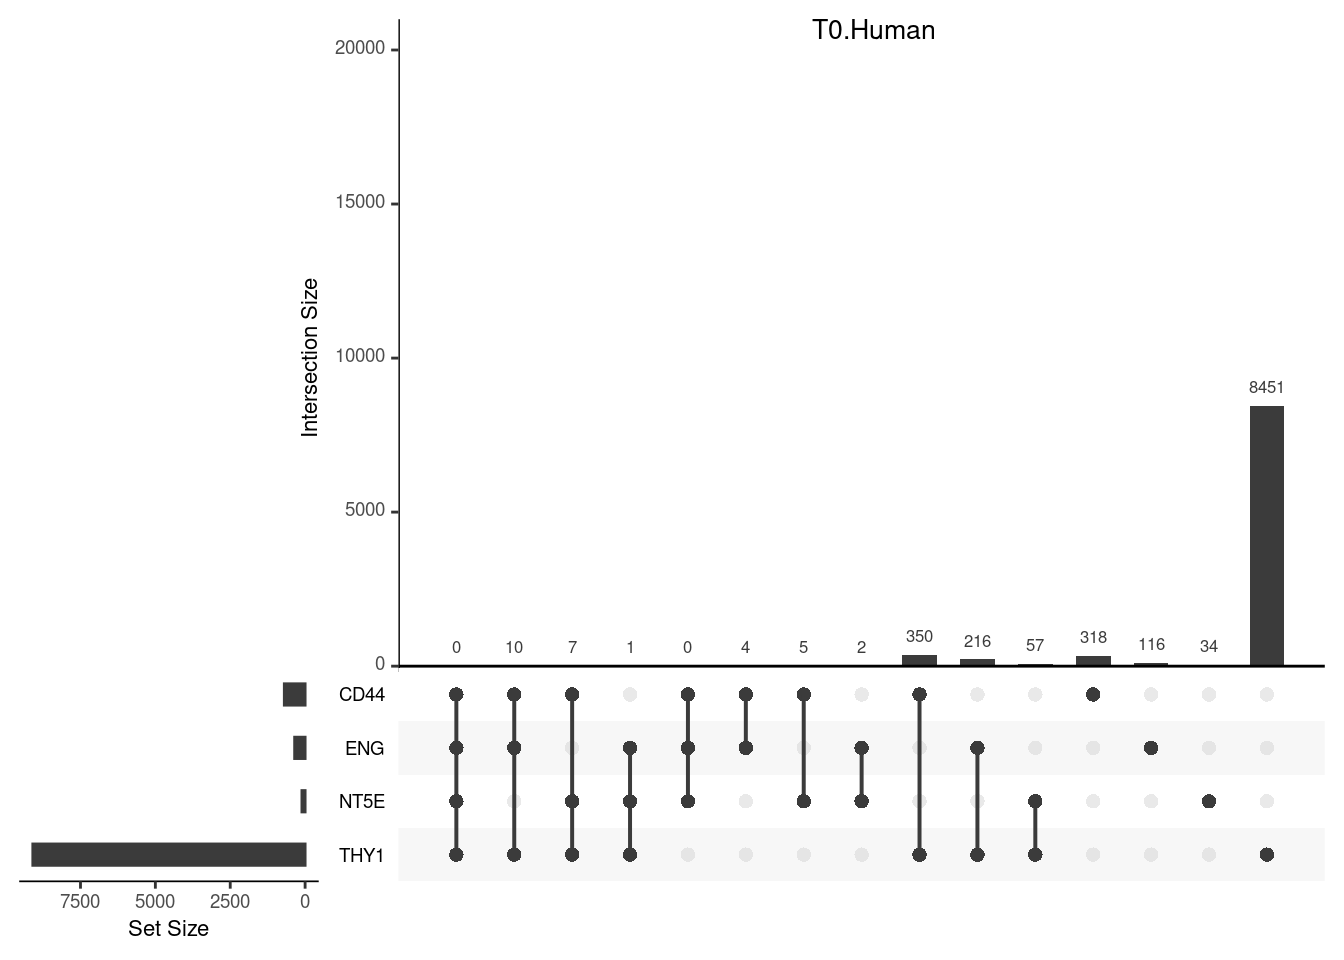 T0.Human
20000
15000
10000
5000
0
Intersection Size
0 10 7 1 0 4 5 2 350 216 57 318 116 34 8451
CD44
ENG
NT5E
THY1
7500 5000 2500 0
Set Size